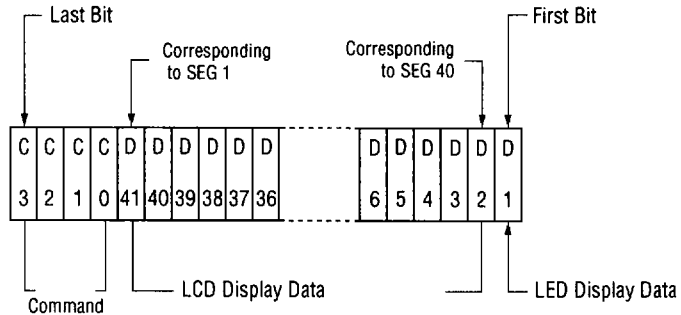 Last Bit
First Bit
Corresponding
to SEG 1
Corresponding
to SEG 40
C C C C D D D D D D D D D D D D
3 2 1 0 41 40 39 38 37 36 6 5 4 3 2 1
Command
LCD Display Data
LED Display Data